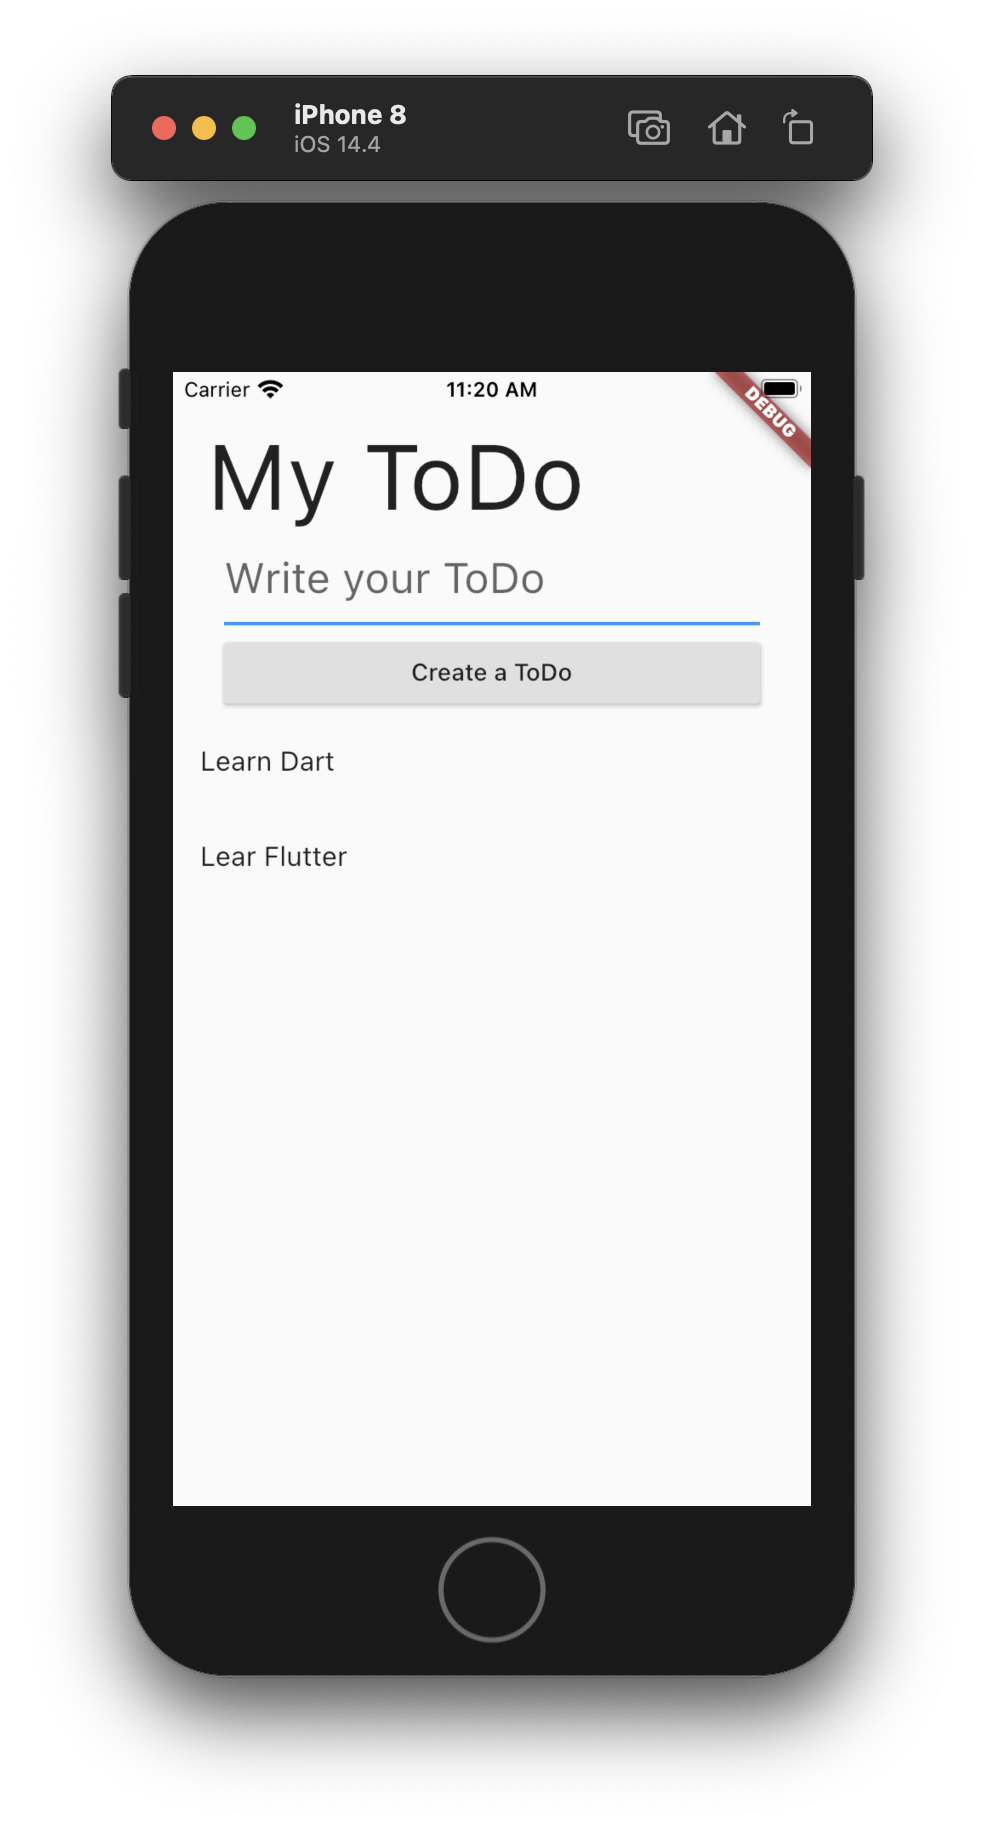 iPhone 8
iOS 14.4
Carrier 11:20 AM
DEBUG
My ToDo
Write your ToDo
Create a ToDo
Learn Dart
Lear Flutter